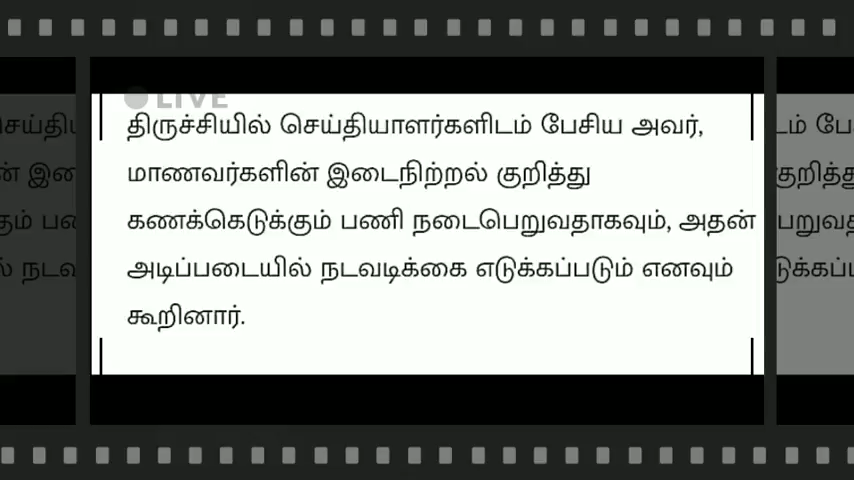 LIVE
திருச்சியில் செய்தியாளர்களிடம் பேசிய அவர்,
மாணவர்களின் இடைநிற்றல் குறித்து
கணக்கெடுக்கும் பணி நடைபெறுவதாகவும், அதன்
அடிப்படையில் நடவடிக்கை எடுக்கப்படும் எனவும்
கூறினார்.